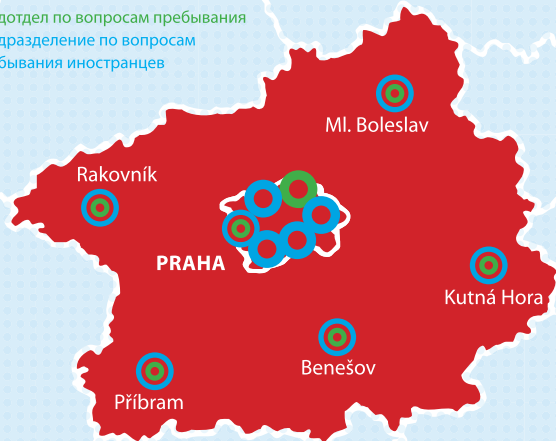 дотдел по вопросам пребывания
дразделение по вопросам
бывания иностранцев
Ml. Boleslav
Rakovník
PRAHA
Kutná Hora
Benešov
Příbram